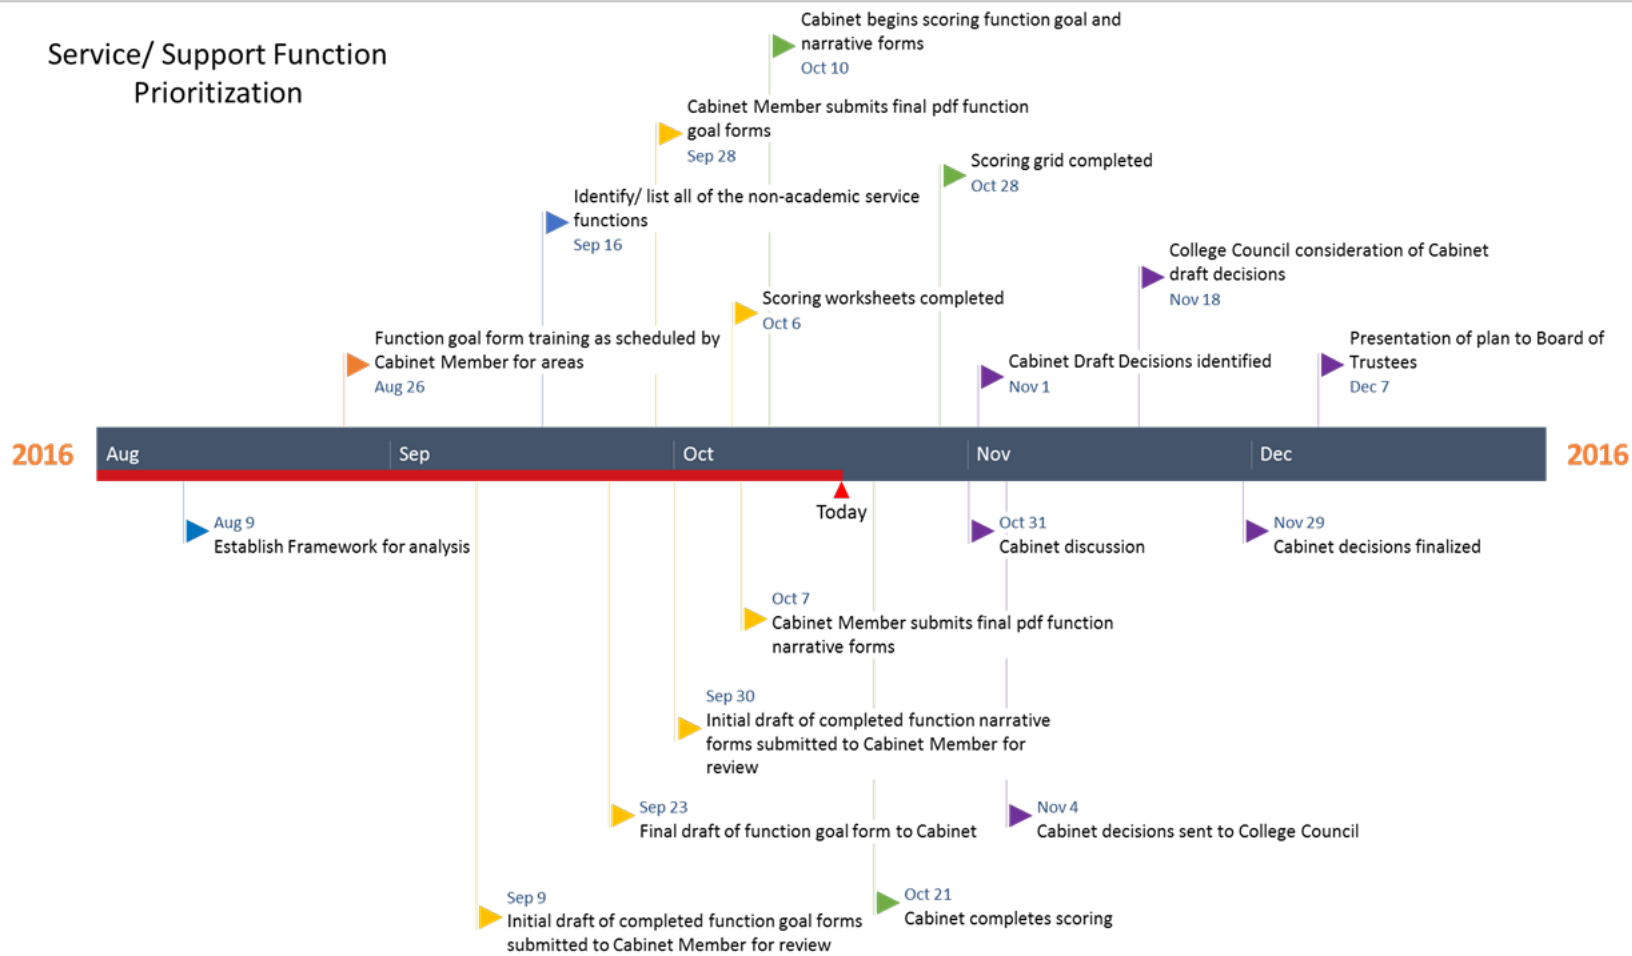 Service/ Support Function
Prioritization
Cabinet begins scoring function goal and
narrative forms
Oct 10
Cabinet Member submits final pdf function
goal forms
Sep 28
Scoring grid completed
Oct 28
Identify/ list all of the non-academic service
functions
Sep 16
College Council consideration of Cabinet
draft decisions
Nov 18
Scoring worksheets completed
Oct 6
Function goal form training as scheduled by
Cabinet Member for areas
Aug 26
Cabinet Draft Decisions identified
Nov 1
Presentation of plan to Board of
Trustees
Dec 7
2016
Aug
Sep
Oct
Nov
Dec
2016
Today
Aug 9
Establish Framework for analysis
Oct 31
Cabinet discussion
Nov 29
Cabinet decisions finalized
Oct 7
Cabinet Member submits final pdf function
narrative forms
Sep 30
Initial draft of completed function narrative
forms submitted to Cabinet Member for
review
Sep 23
Final draft of function goal form to Cabinet
Nov 4
Cabinet decisions sent to College Council
Sep 9
Initial draft of completed function goal forms
submitted to Cabinet Member for review
Oct 21
Cabinet completes scoring